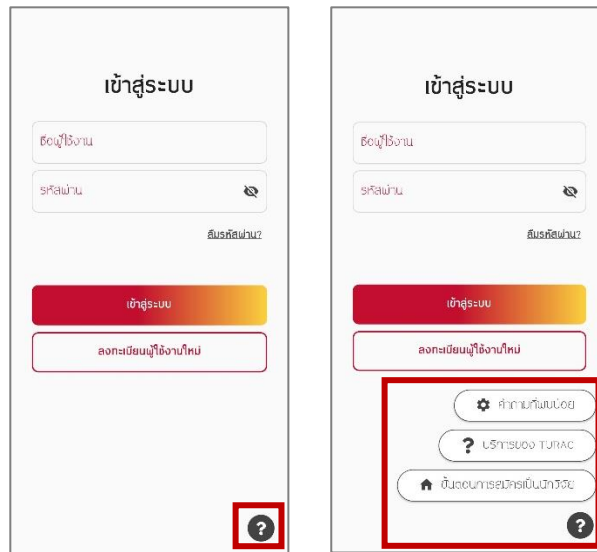 เข้าสู่ระบบ
ชื่อผู้ใช้งาน
รหัสผ่าน
ลืมรหัสผ่าน?
เข้าสู่ระบบ
ลงทะเบียนผู้ใช้งานใหม่
?
เข้าสู่ระบบ
ชื่อผู้ใช้งาน
รหัสผ่าน
ลืมรหัสผ่าน?
เข้าสู่ระบบ
ลงทะเบียนผู้ใช้งานใหม่
คำถามที่พบบ่อย
? บริการของ TURAC
ขั้นตอนการสมัครเป็นนักวิจัย
?